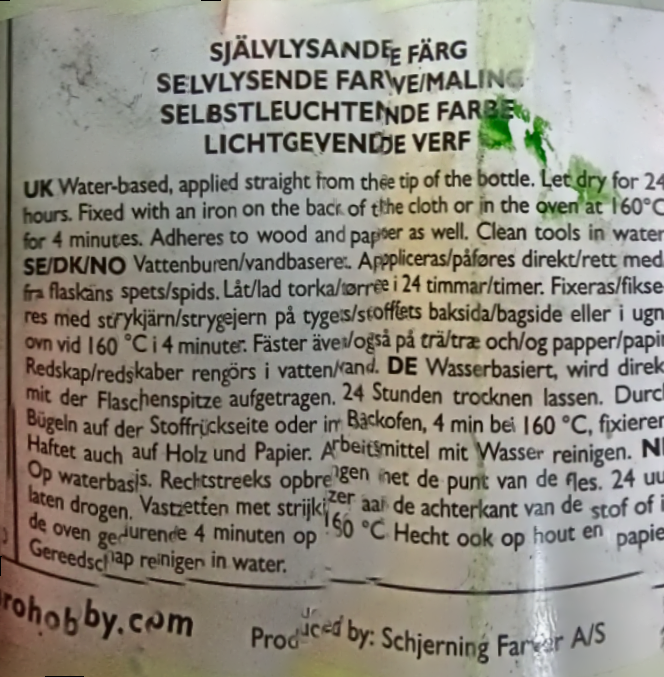 SJÄLVLYSANDE FÄRG
SELVLYSENDE FARVE/MALING
SELBSTLEUCHTENDE FARBE
LICHTGEVENDE VERF
UK Water-based, applied straight from the tip of the bottle. Let dry for 24
hours. Fixed with an iron on the back of the cloth or in the oven at 160°C
for 4 minutes. Adheres to wood and paper as well. Clean tools in water
SE/DK/NO Vattenburen/vandbaseret. Appliceras/påføres direkt/rett med
fra flaskans spets/spids. Låt/lad torka/tørre i 24 timmar/timer. Fixeras/fikse-
res med strykjärn/strygejern på tygets/stoffets baksida/bagside eller i ugn
ovn vid 160 °C i 4 minuter. Fäster även/også på trä/træ och/og papper/papir
Redskap/redskaber rengörs i vatten/vand. DE Wasserbasiert, wird direk
mit der Flaschenspitze aufgetragen. 24 Stunden trocknen lassen. Durch
Bügeln auf der Stoffrückseite oder im Backofen, 4 min bei 160 °C, fixieren
Haftet auch auf Holz und Papier. Arbeitsmittel mit Wasser reinigen. NL
Op waterbasis. Rechtstreeks opbrengen met de punt van de fles. 24 uu
laten drogen. Vastzetten met strijkijzer aan de achterkant van de stof of i
de oven gedurende 4 minuten op 160 °C. Hecht ook op hout en papie
Gereedschap reinigen in water.
rohobby.com
Produced by: Schjerning Farver A/S